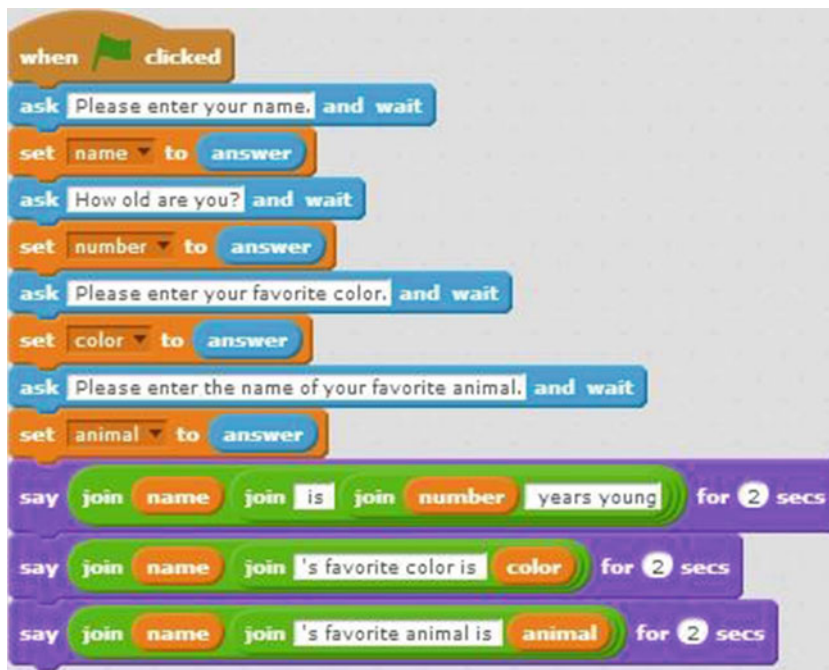 when clicked
ask Please enter your name. and wait
set name to answer
ask How old are you? and wait
set number to answer
ask Please enter your favorite color. and wait
set color to answer
ask Please enter the name of your favorite animal. and wait
set animal to answer
say join name join is join number years young for 2 secs
say join name join 's favorite color is color for 2 secs
say join name join 's favorite animal is animal for 2 secs